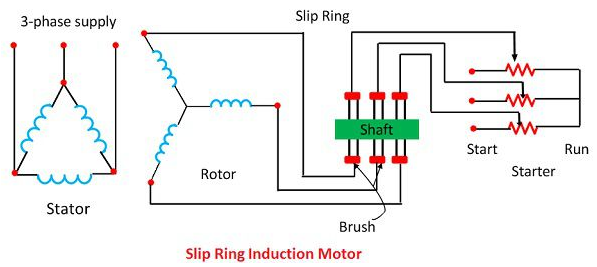 3-phase supply
Slip Ring
Shaft
Start
Run
Starter
Rotor
Stator
Brush
Slip Ring Induction Motor